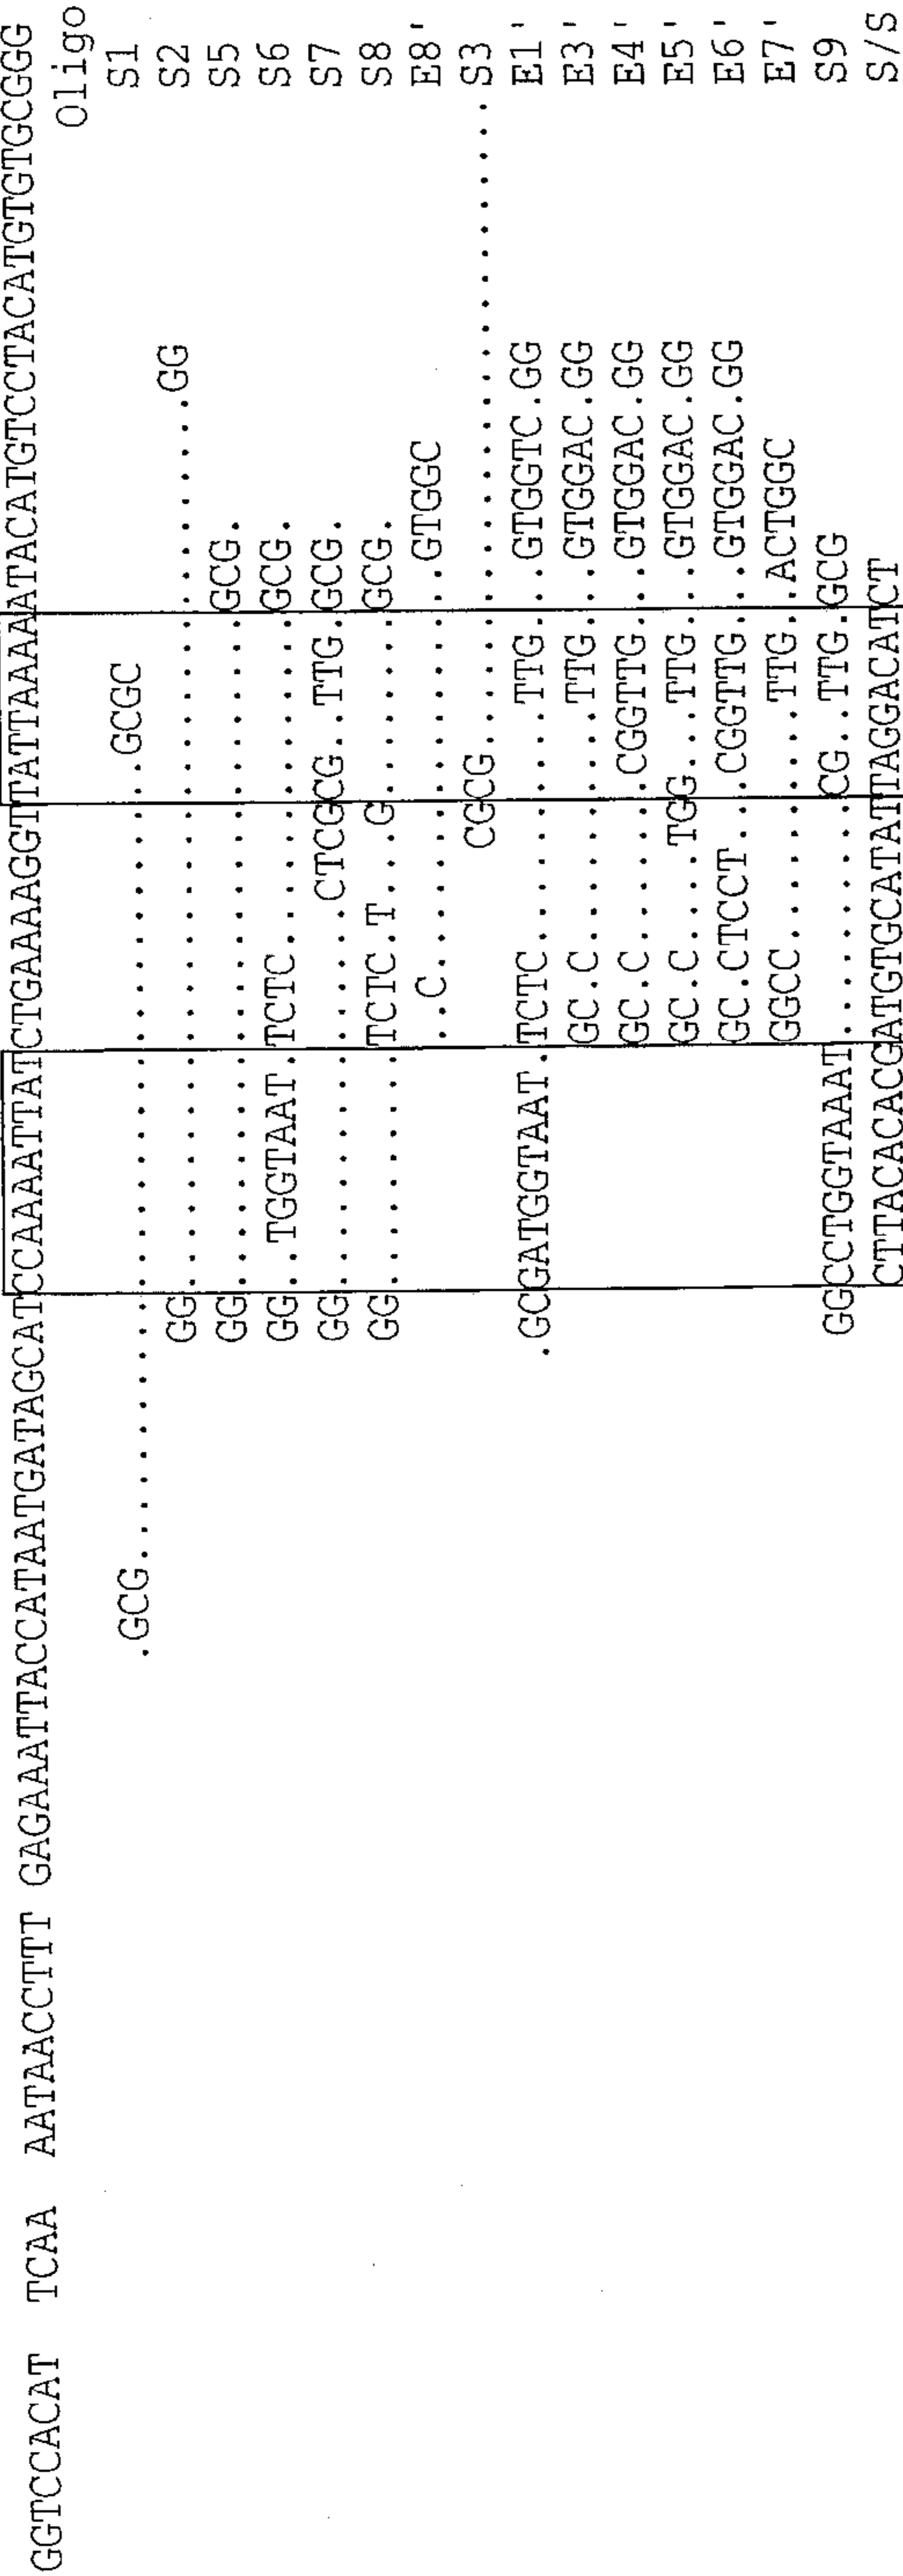 GGTCCACAT TCAA AATAACCTTT GAGAAATTACCATAATGATAGCATCCAAATTATCTGAAAGGTTATTAAAAATACATGTCCTACATGTGTGCGGG
Oligo
.GCG.................................GCGC S1
GG.....................................GG S2
GG............................GCG. S5
GG..TGGTAAT.TCTC..............GCG. S6
GG................CTCGCG..TTG.GCG. S7
GG..........TCTC.T...G........GCG. S8
..C.................GTGGC E8'
CGCG........................... S3
.GCGATGGTAAT.TCTC..........TTG...GTGGTC.GG E1'
GC.C..........TTG...GTGGAC.GG E3'
GC.C.......CGGTTG...GTGGAC.GG E4'
GC.C....TGG...TTG...GTGGAC.GG E5'
GC.CTCCT...CGGTTG...GTGGAC.GG E6'
GGCC..........TTG..ACTGGC E7'
GGCCTGGTAAAT..........CG..TTG.GCG S9
CTTACACACGATGTGCATATTAGGACATCT S/S